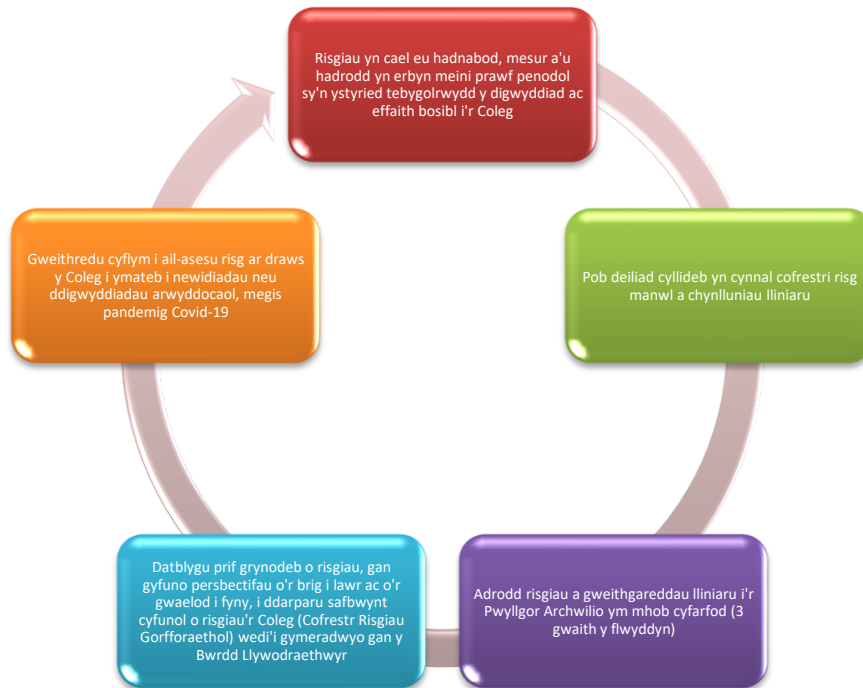 Risgiau yn cael eu hadnabod, mesur a'u
hadrodd yn erbyn meini prawf penodol
sy'n ystyried tebygolrwydd y digwyddiad ac
effaith bosibl i'r Coleg
Pob deiliad cyllideb yn cynnal cofrestri risg
manwl a chynlluniau lliniaru
Adrodd risgiau a gweithgareddau lliniaru i'r
Pwyllgor Archwilio ym mhob cyfarfod (3
gwaith y flwyddyn)
Datblygu prif grynodeb o risgiau, gan
gyfuno persbectifau o'r brig i lawr ac o'r
gwaelod i fyny, i ddarparu safbwynt
cyfunol o risgiau'r Coleg (Cofrestr Risgiau
Gorfforaethol) wedi'i gymeradwyo gan y
Bwrdd Llywodraethwyr
Gweithredu cyflym i ail-asesu risg ar draws
y Coleg i ymateb i newidiadau neu
ddigwyddiadau arwyddocaol, megis
pandemig Covid-19